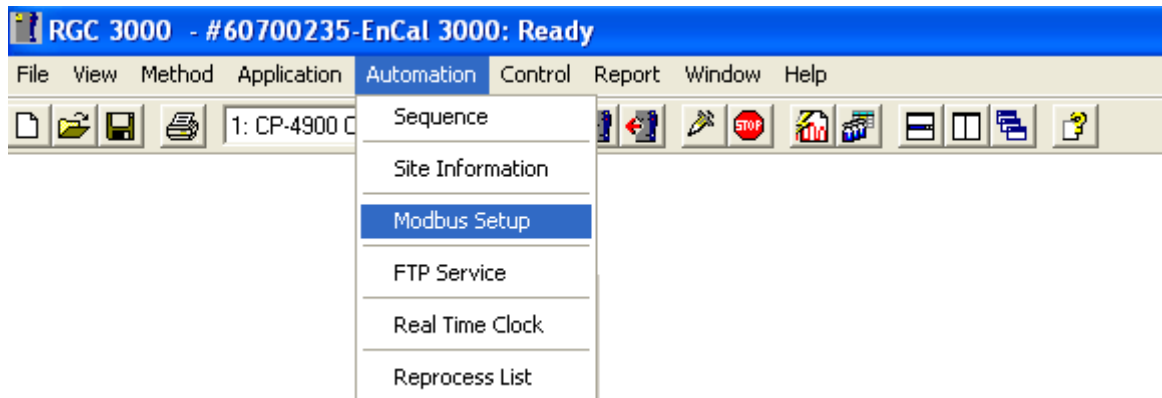 RGC 3000 - #60700235-EnCal 3000: Ready
File View Method Application Automation Control Report Window Help
1: CP-4900 C
STOP
Sequence
Site Information
Modbus Setup
FTP Service
Real Time Clock
Reprocess List